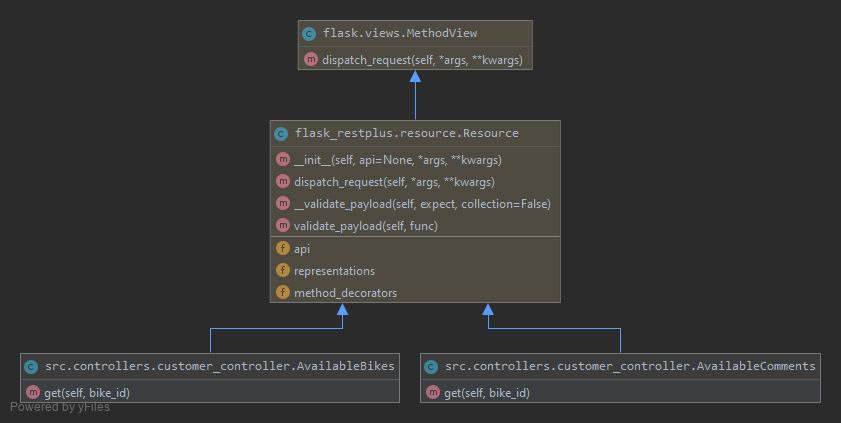 C flask.views.MethodView
m dispatch_request(self, *args, **kwargs)
C flask_restplus.resource.Resource
m __init__(self, api=None, *args, **kwargs)
m dispatch_request(self, *args, **kwargs)
m __validate_payload(self, expect, collection=False)
m validate_payload(self, func)
f api
f representations
f method_decorators
C src.controllers.customer_controller.AvailableBikes
m get(self, bike_id)
C src.controllers.customer_controller.AvailableComments
m get(self, bike_id)
Powered by yFiles